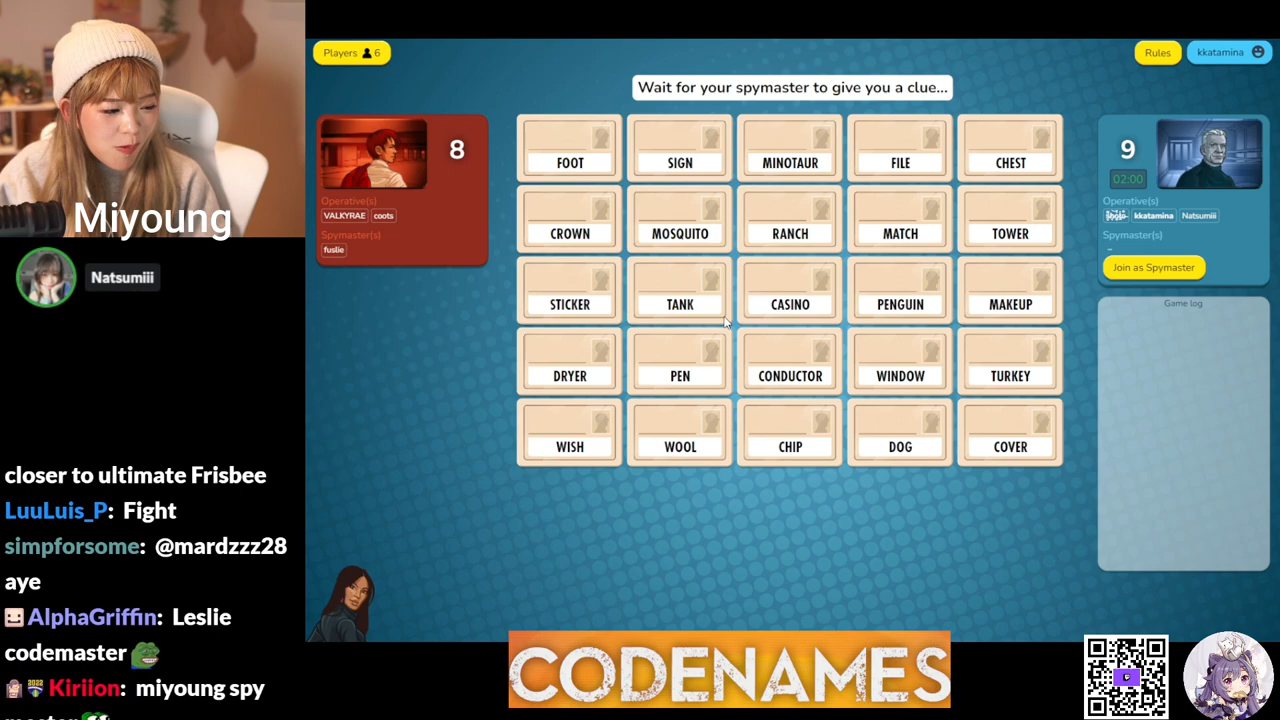 Players 6
Rules
kkatamina
Wait for your spymaster to give you a clue...
8
Operative(s)
VALKYRAE coots
Spymaster(s)
fuslie
FOOT SIGN MINOTAUR FILE CHEST
CROWN MOSQUITO RANCH MATCH TOWER
STICKER TANK CASINO PENGUIN MAKEUP
DRYER PEN CONDUCTOR WINDOW TURKEY
WISH WOOL CHIP DOG COVER
9
02:00
Operative(s)
kkatamina Natsumiii
Spymaster(s)
-
Join as Spymaster
Game log
Miyoung
Natsumiii
closer to ultimate Frisbee
LuuLuis_P: Fight
simpforsome: @mardzzz28
aye
AlphaGriffin: Leslie
codemaster
Kiriion: miyoung spy
CODENAMES